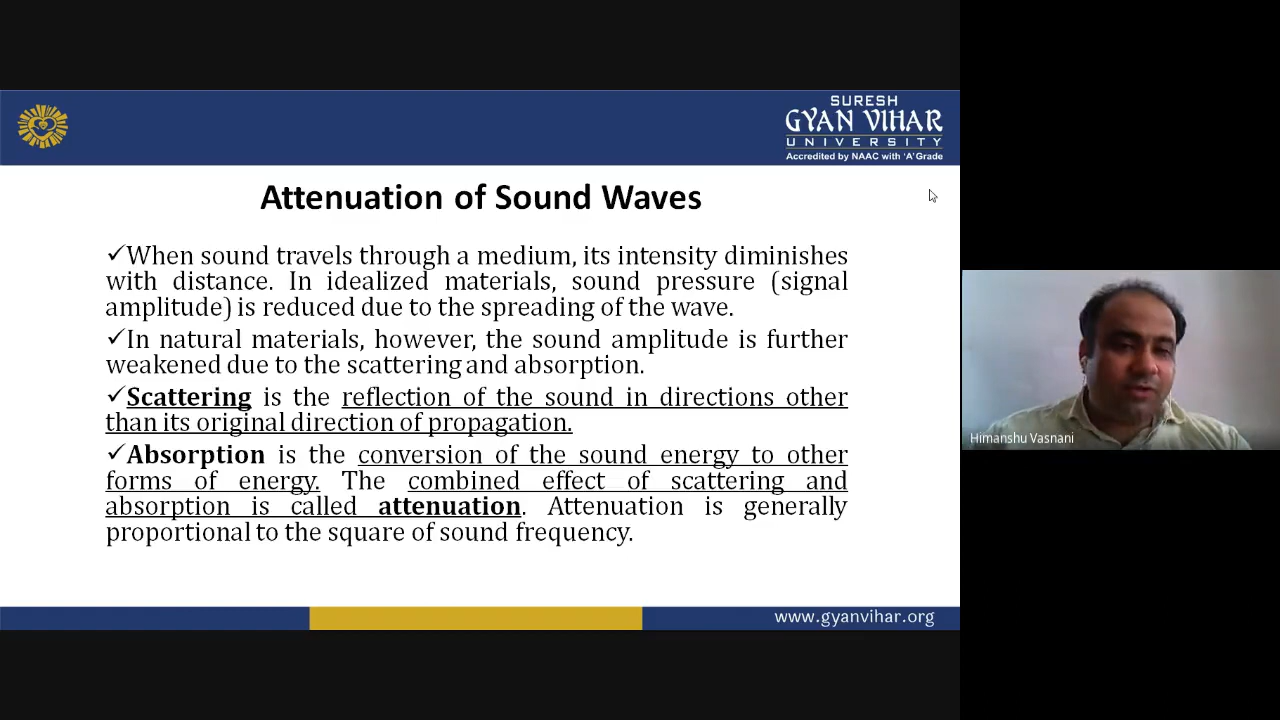 SURESH
GYAN VIHAR
UNIVERSITY
Accredited by NAAC with 'A' Grade
Attenuation of Sound Waves
✓When sound travels through a medium, its intensity diminishes
with distance. In idealized materials, sound pressure (signal
amplitude) is reduced due to the spreading of the wave.
✓In natural materials, however, the sound amplitude is further
weakened due to the scattering and absorption.
✓Scattering is the reflection of the sound in directions other
than its original direction of propagation.
✓Absorption is the conversion of the sound energy to other
forms of energy. The combined effect of scattering and
absorption is called attenuation. Attenuation is generally
proportional to the square of sound frequency.
Himanshu Vasnani
www.gyanvihar.org